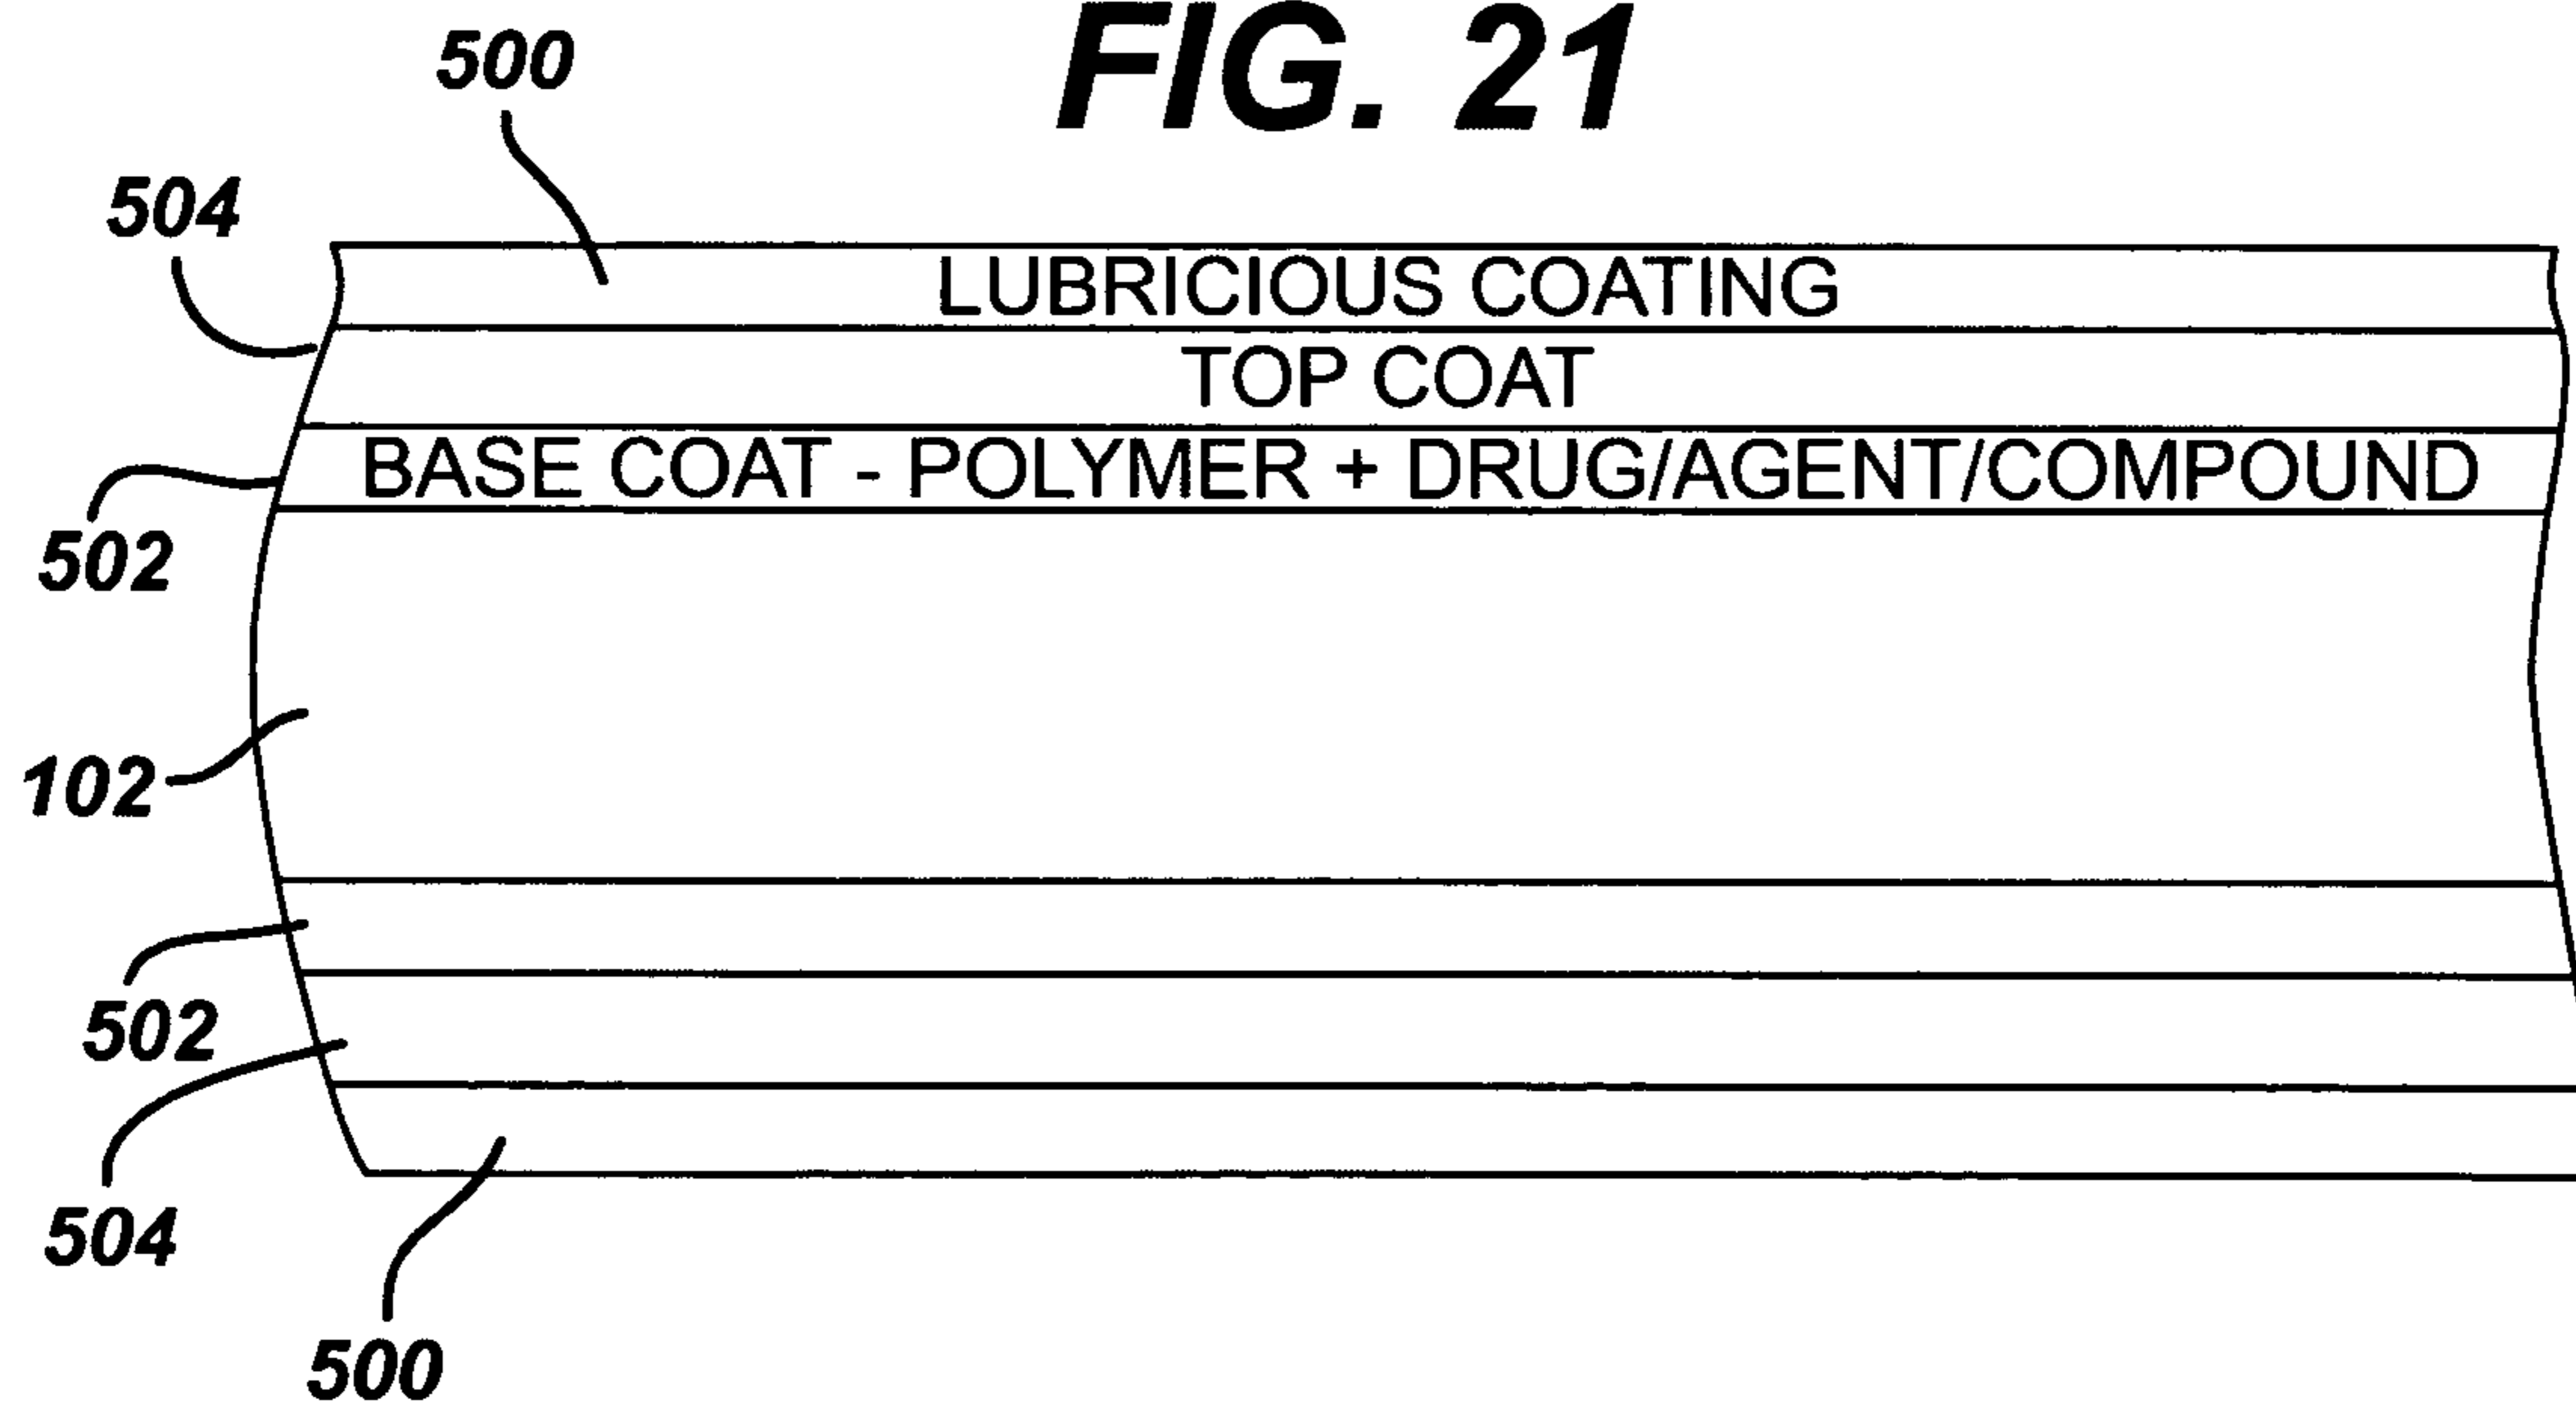 FIG. 21
500
504
LUBRICIOUS COATING
TOP COAT
BASE COAT - POLYMER + DRUG/AGENT/COMPOUND
502
102
502
504
500